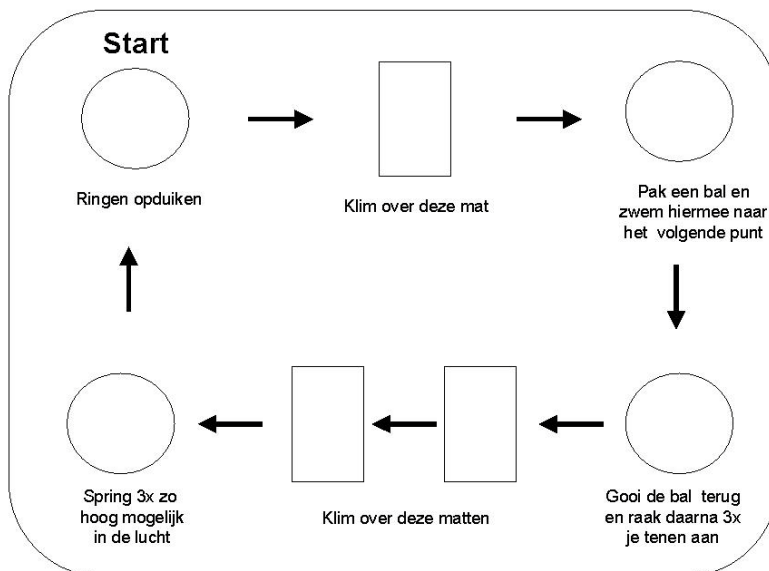 Start
Ringen opduiken
Klim over deze mat
Pak een bal en
zwem hiermee naar
het volgende punt
Gooi de bal terug
en raak daarna 3x
je tenen aan
Klim over deze matten
Spring 3x zo
hoog mogelijk
in de lucht